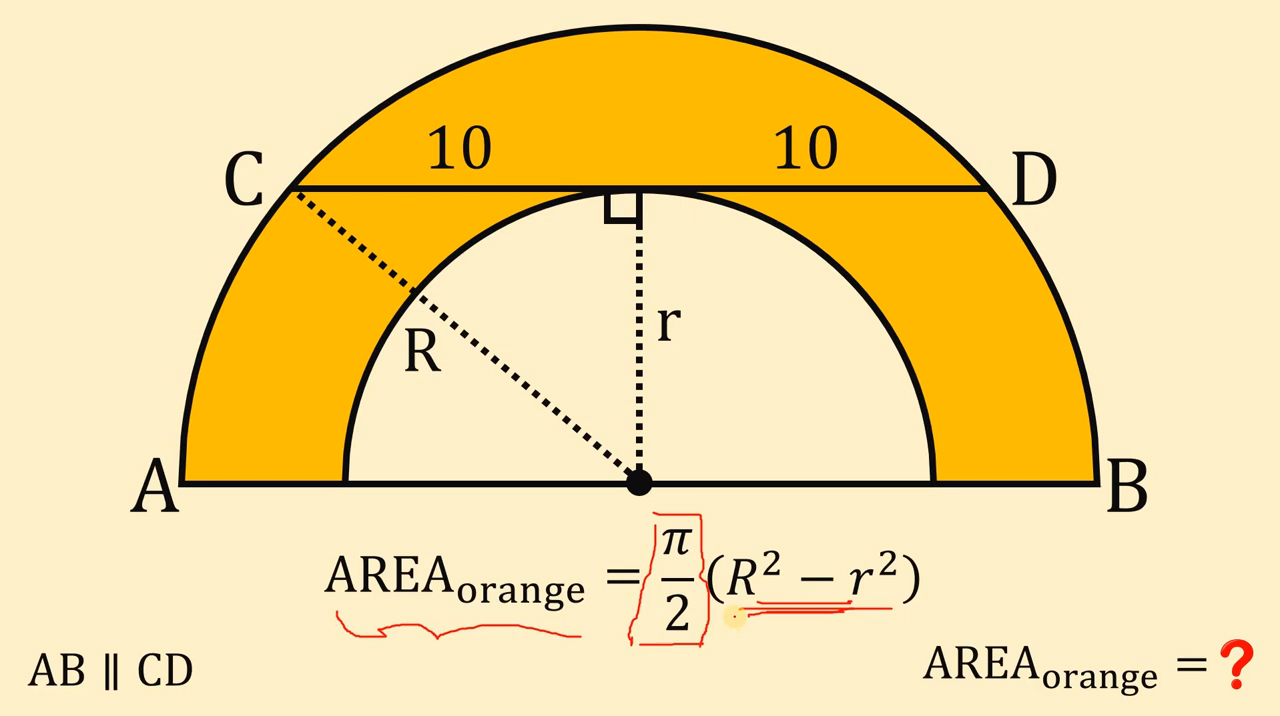 10 10
C D
r
R
A B
AREA_orange = π/2 (R² − r²)
AB ∥ CD
AREA_orange = ?